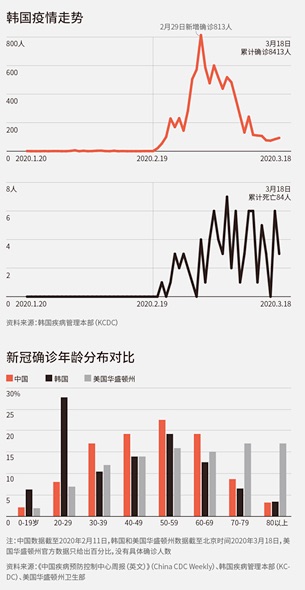 韩国疫情走势
2月29日新增确诊813人
800人
3月18日
累计确诊8413人
600
400
200
0
2020.1.20
2020.2.19
2020.3.18
8人
3月18日
累计死亡84人
6
4
2
0
2020.1.20
2020.2.19
2020.3.18
资料来源：韩国疾病管理本部（KCDC）
新冠确诊年龄分布对比
中国
韩国
美国华盛顿州
30%
25
20
15
10
5
0
0-19岁
20-29
30-39
40-49
50-59
60-69
70-79
80以上
注：中国数据截至2020年2月11日，韩国和美国华盛顿州数据截至北京时间2020年3月18日，美
国华盛顿州官方数据只给出百分比，没有具体确诊人数
资料来源：《中国疾病预防控制中心周报（英文）》（China CDC Weekly）、韩国疾病管理本部（KC-
DC）、美国华盛顿州卫生部